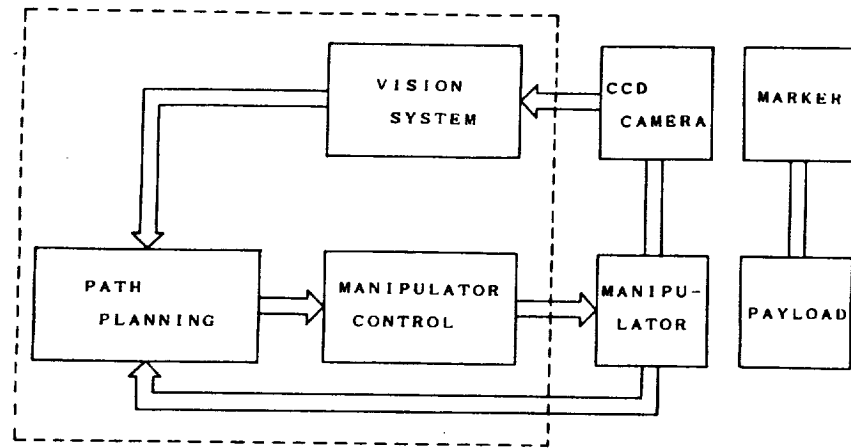 VISION
SYSTEM
CCD
CAMERA
MARKER
PATH
PLANNING
MANIPULATOR
CONTROL
MANIPU-
LATOR
PAYLOAD